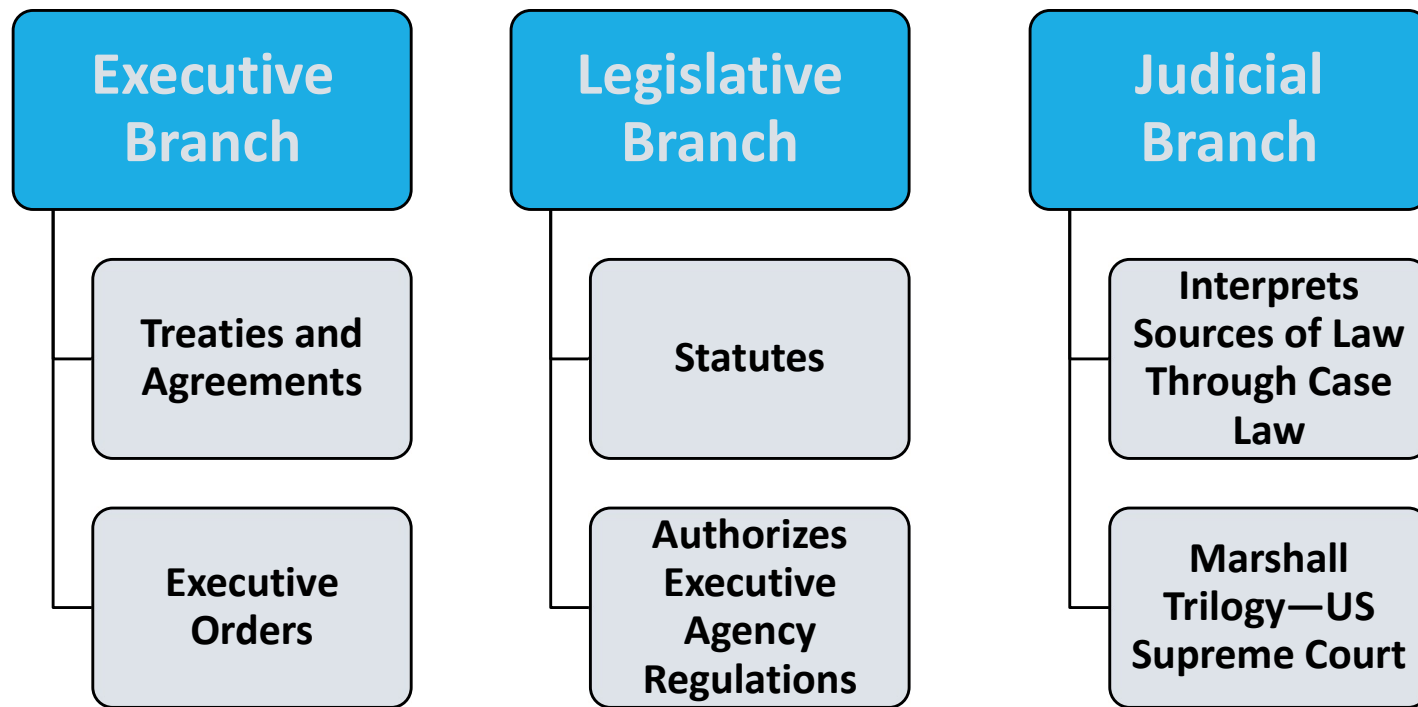 Executive
Branch
Treaties and
Agreements
Executive
Orders
Legislative
Branch
Statutes
Authorizes
Executive
Agency
Regulations
Judicial
Branch
Interprets
Sources of Law
Through Case
Law
Marshall
Trilogy—US
Supreme Court